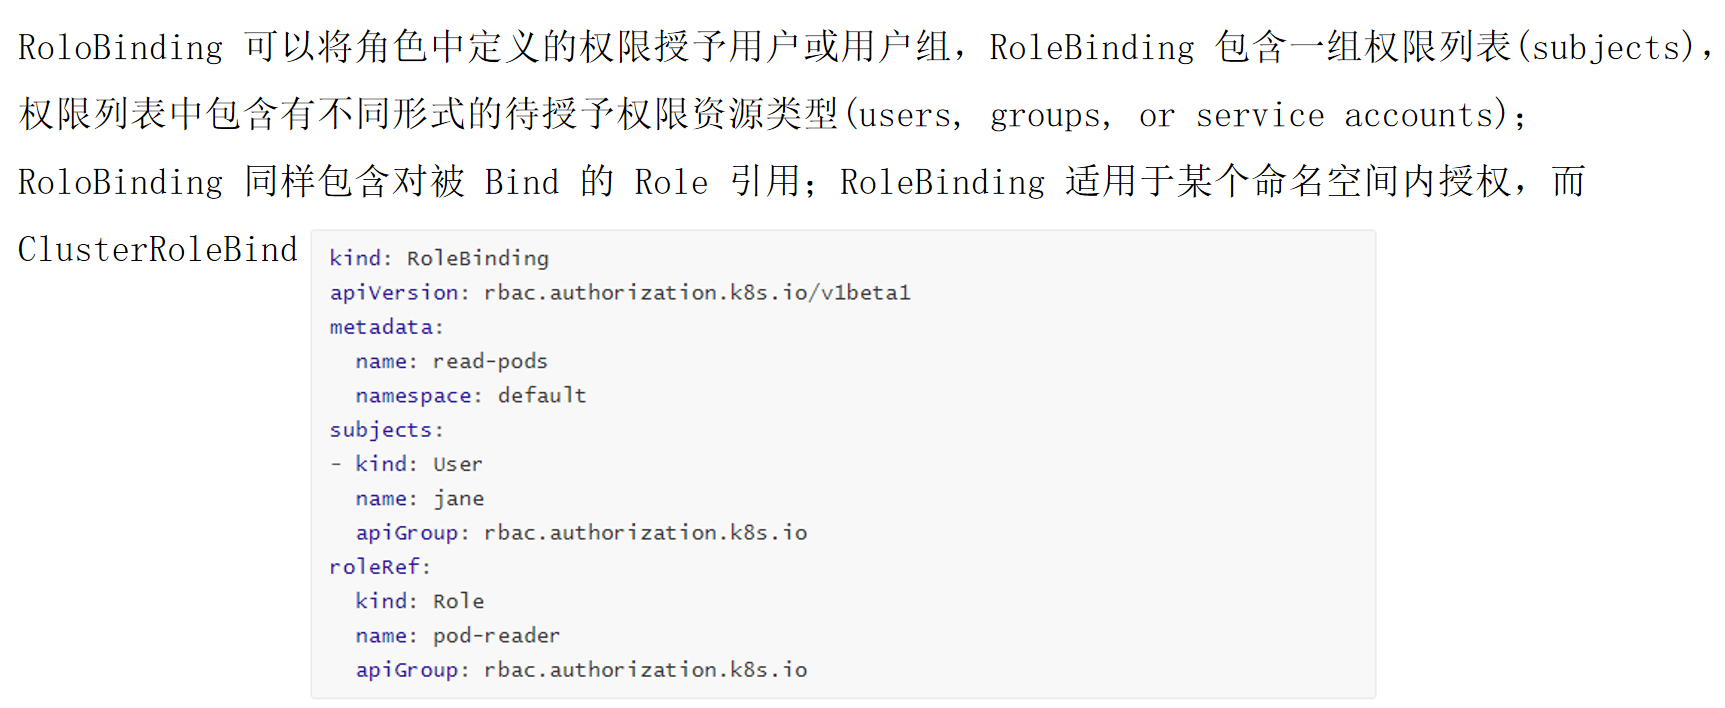 RoloBinding 可以将角色中定义的权限授予用户或用户组，RoleBinding 包含一组权限列表(subjects)，
权限列表中包含有不同形式的待授予权限资源类型(users, groups, or service accounts)；
RoloBinding 同样包含对被 Bind 的 Role 引用；RoleBinding 适用于某个命名空间内授权，而
ClusterRoleBind
kind: RoleBinding
apiVersion: rbac.authorization.k8s.io/v1beta1
metadata:
  name: read-pods
  namespace: default
subjects:
- kind: User
  name: jane
  apiGroup: rbac.authorization.k8s.io
roleRef:
  kind: Role
  name: pod-reader
  apiGroup: rbac.authorization.k8s.io